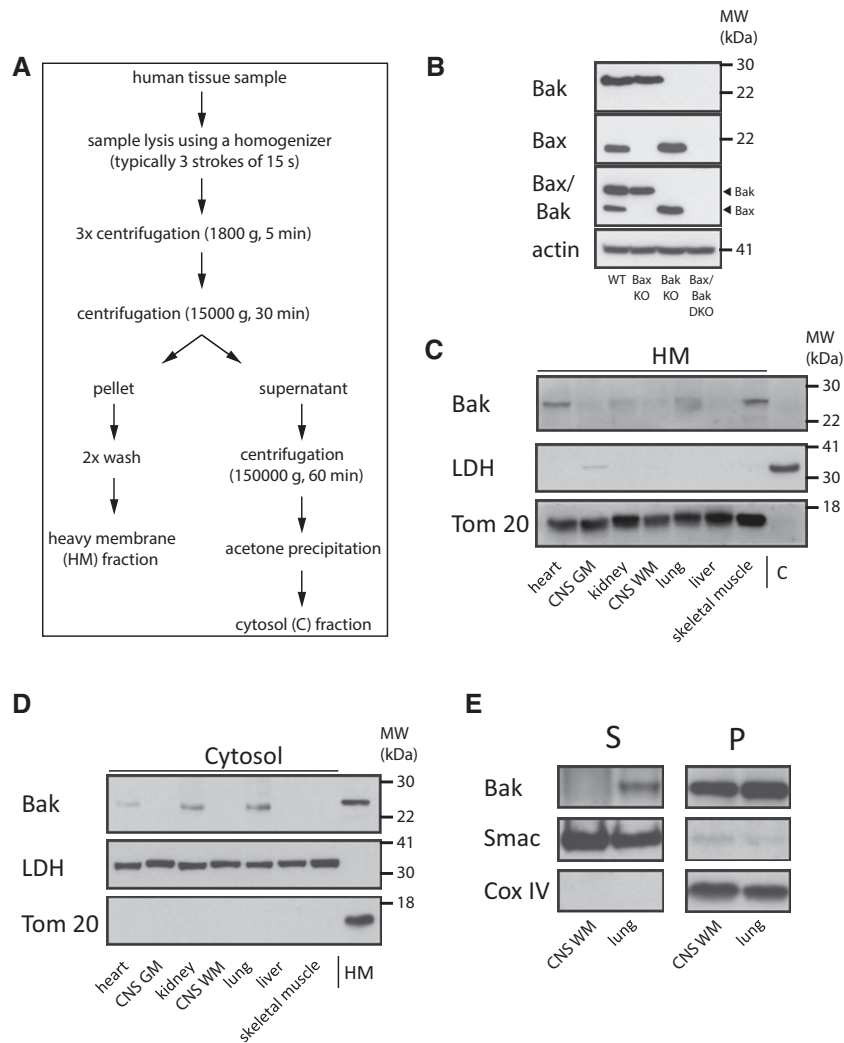 A
human tissue sample
sample lysis using a homogenizer
(typically 3 strokes of 15 s)
3x centrifugation (1800 g, 5 min)
centrifugation (15000 g, 30 min)
pellet
supernatant
2x wash
centrifugation
(150000 g, 60 min)
heavy membrane
(HM) fraction
acetone precipitation
cytosol (C) fraction
B
MW
(kDa)
Bak
30
22
Bax
22
Bax/
Bak
Bak
Bax
actin
41
WT
Bax
KO
Bak
KO
Bax/
Bak
DKO
C
HM
MW
(kDa)
Bak
30
22
LDH
41
30
Tom 20
18
heart
CNS GM
kidney
CNS WM
lung
liver
skeletal muscle
C
D
Cytosol
MW
(kDa)
Bak
30
22
LDH
41
30
Tom 20
18
heart
CNS GM
kidney
CNS WM
lung
liver
skeletal muscle
HM
E
S
P
Bak
Smac
Cox IV
CNS WM
lung
CNS WM
lung